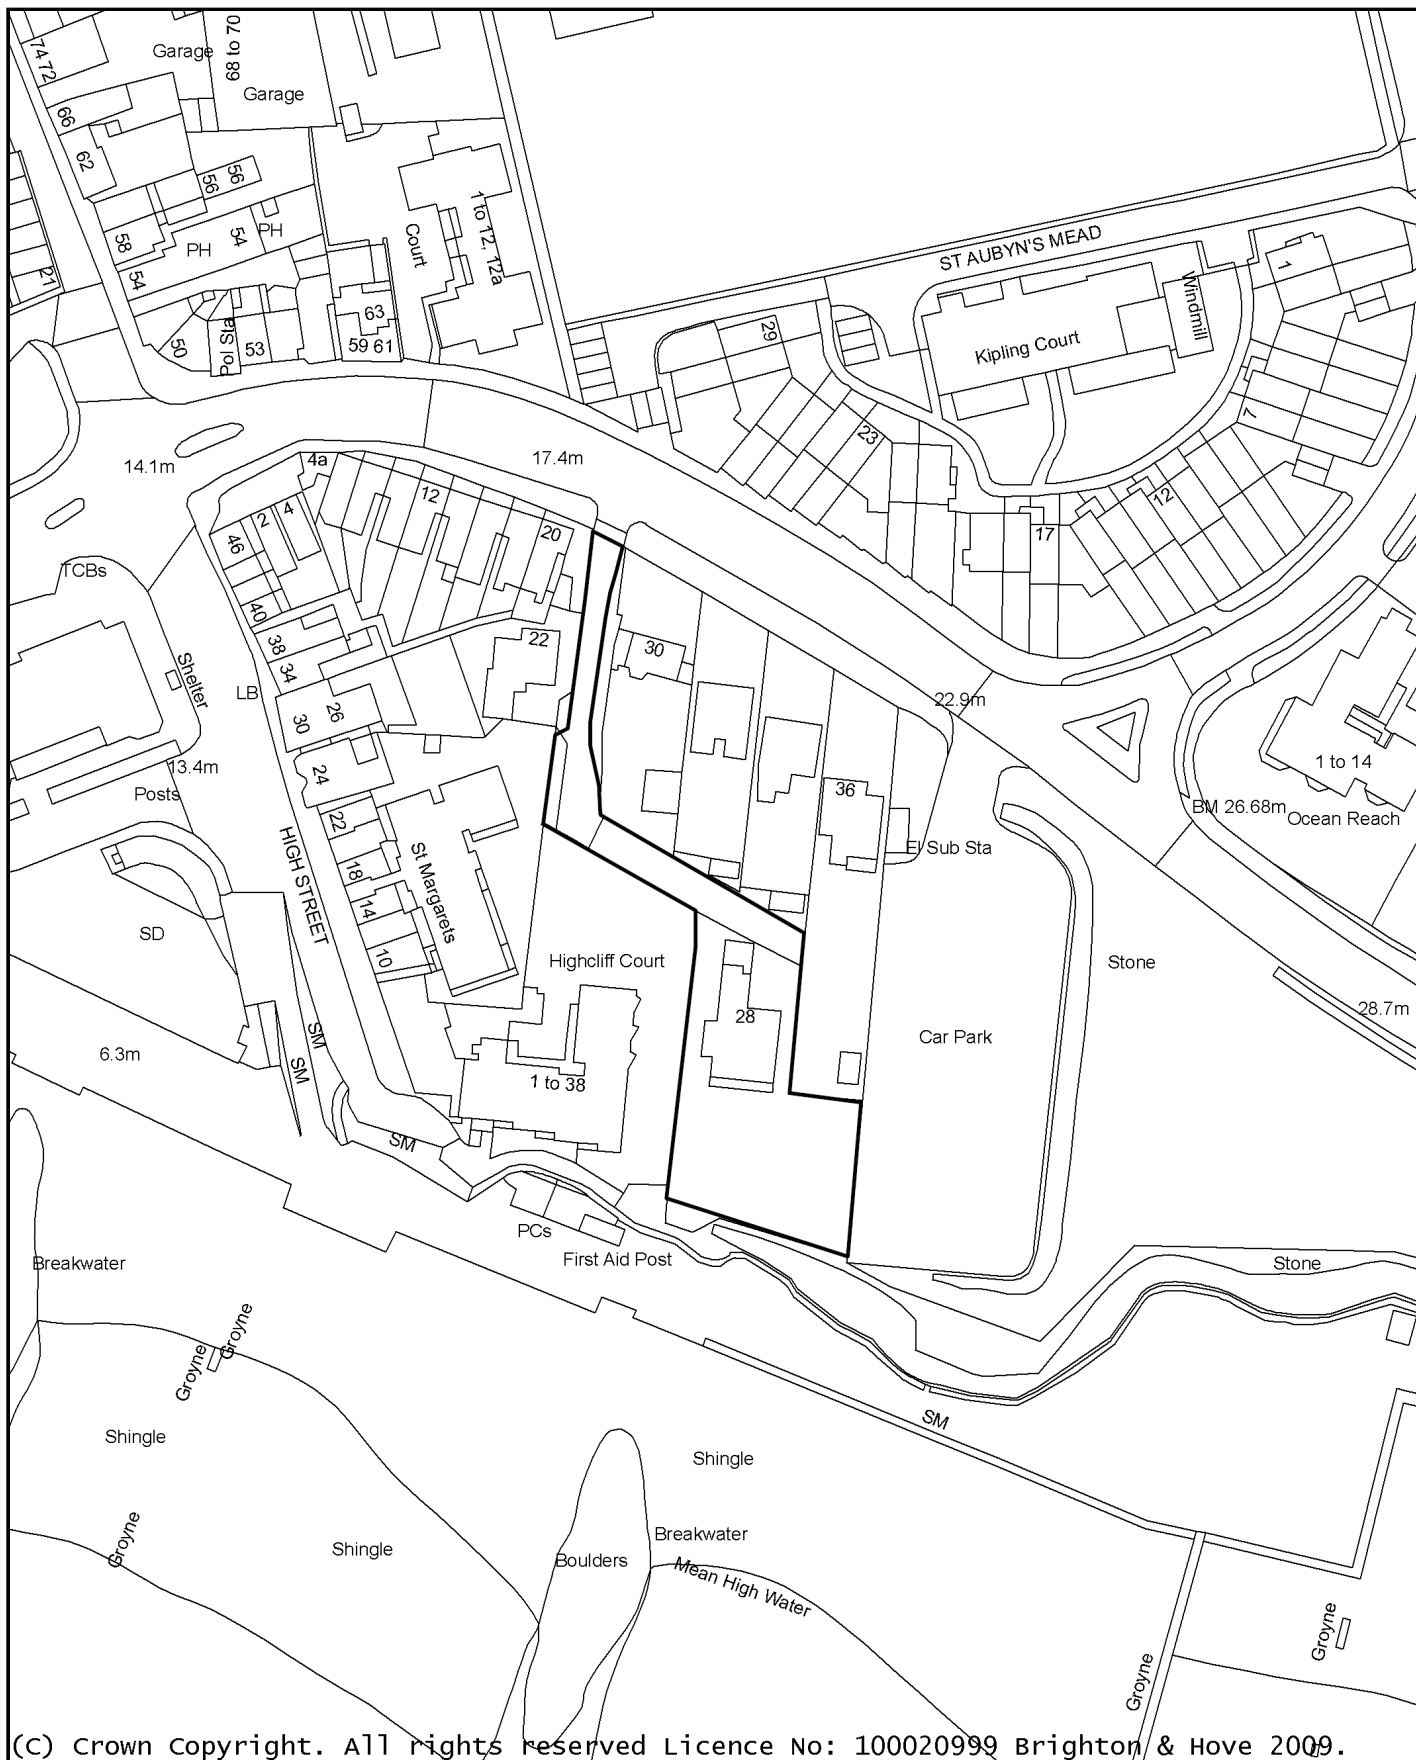 74 72
Garage
68 to 70
Garage
66
62
56
56
58
PH
54
PH
54
21
50
Pol Sta
53
63
59 61
Court
1 to 12, 12a
ST AUBYN'S MEAD
Windmill
Kipling Court
1
29
23
7
12
17
14.1m
17.4m
4a
12
20
2
4
46
TCBs
40
38
34
22
30
Shelter
LB
26
30
22.9m
13.4m
Posts
24
22
36
1 to 14
BM 26.68m
Ocean Reach
El Sub Sta
HIGH STREET
18
St Margarets
14
10
SD
Highcliff Court
Stone
28
28.7m
Car Park
6.3m
SM
SM
1 to 38
SM
PCs
First Aid Post
Breakwater
Stone
Groyne
Groyne
SM
Shingle
Shingle
Groyne
Shingle
Breakwater
Boulders
Mean High Water
Groyne
Groyne
(C) Crown Copyright. All rights reserved Licence No: 100020999 Brighton & Hove 2009.